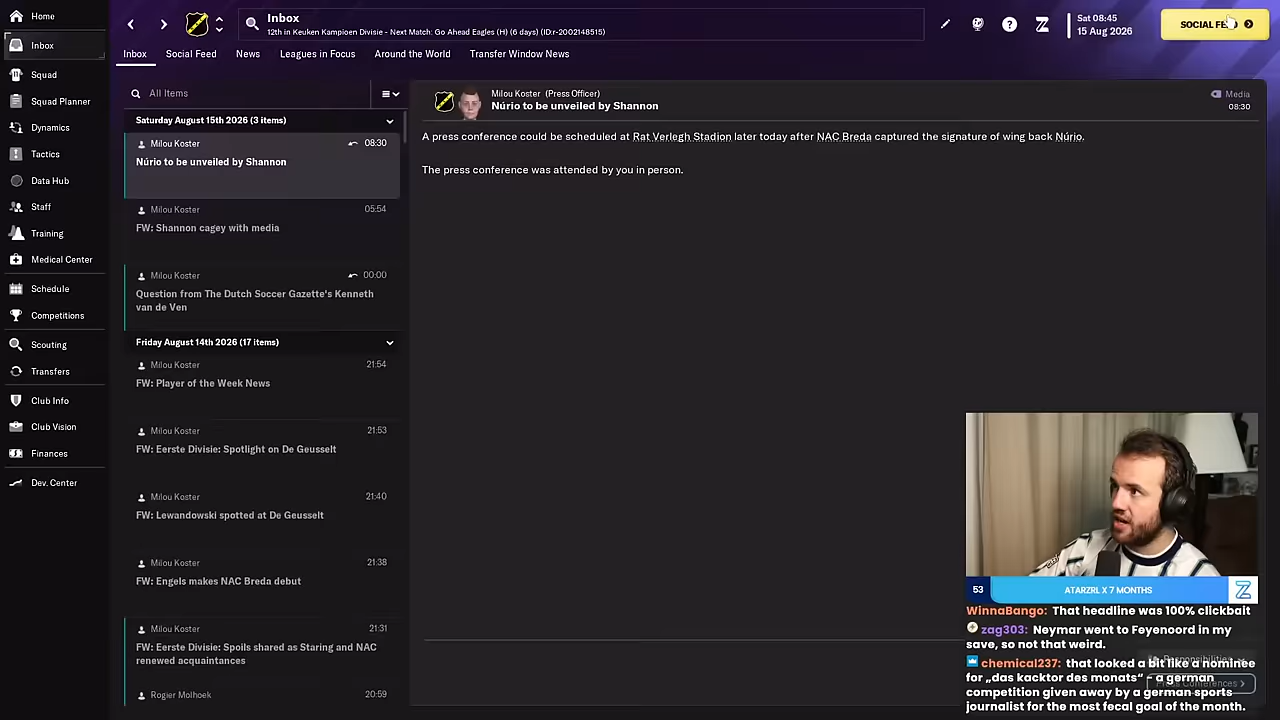 Home
Inbox
Squad
Squad Planner
Dynamics
Tactics
Data Hub
Staff
Training
Medical Center
Schedule
Competitions
Scouting
Transfers
Club Info
Club Vision
Finances
Dev. Center
Inbox
12th in Keuken Kampioen Divisie - Next Match: Go Ahead Eagles (H) (6 days) (ID:r-2002148515)
Sat 08:45
15 Aug 2026
SOCIAL FEED
Inbox
Social Feed
News
Leagues in Focus
Around the World
Transfer Window News
All Items
Saturday August 15th 2026 (3 items)
Milou Koster 08:30
Núrio to be unveiled by Shannon
Milou Koster 05:54
FW: Shannon cagey with media
Milou Koster 00:00
Question from The Dutch Soccer Gazette's Kenneth
van de Ven
Friday August 14th 2026 (17 items)
Milou Koster 21:54
FW: Player of the Week News
Milou Koster 21:53
FW: Eerste Divisie: Spotlight on De Geusselt
Milou Koster 21:40
FW: Lewandowski spotted at De Geusselt
Milou Koster 21:38
FW: Engels makes NAC Breda debut
Milou Koster 21:31
FW: Eerste Divisie: Spoils shared as Staring and NAC
renewed acquaintances
Rogier Molhoek 20:59
Milou Koster (Press Officer)
Núrio to be unveiled by Shannon
Media
08:30
A press conference could be scheduled at Rat Verlegh Stadion later today after NAC Breda captured the signature of wing back Núrio.
The press conference was attended by you in person.
53
ATARZRL X 7 MONTHS
WinnaBango: That headline was 100% clickbait
zag303: Neymar went to Feyenoord in my
save, so not that weird.
chemical237: that looked a bit like a nominee
for „das kacktor des monats“ - a german
competition given away by a german sports
journalist for the most fecal goal of the month.
Responsibilities
Press Conferences